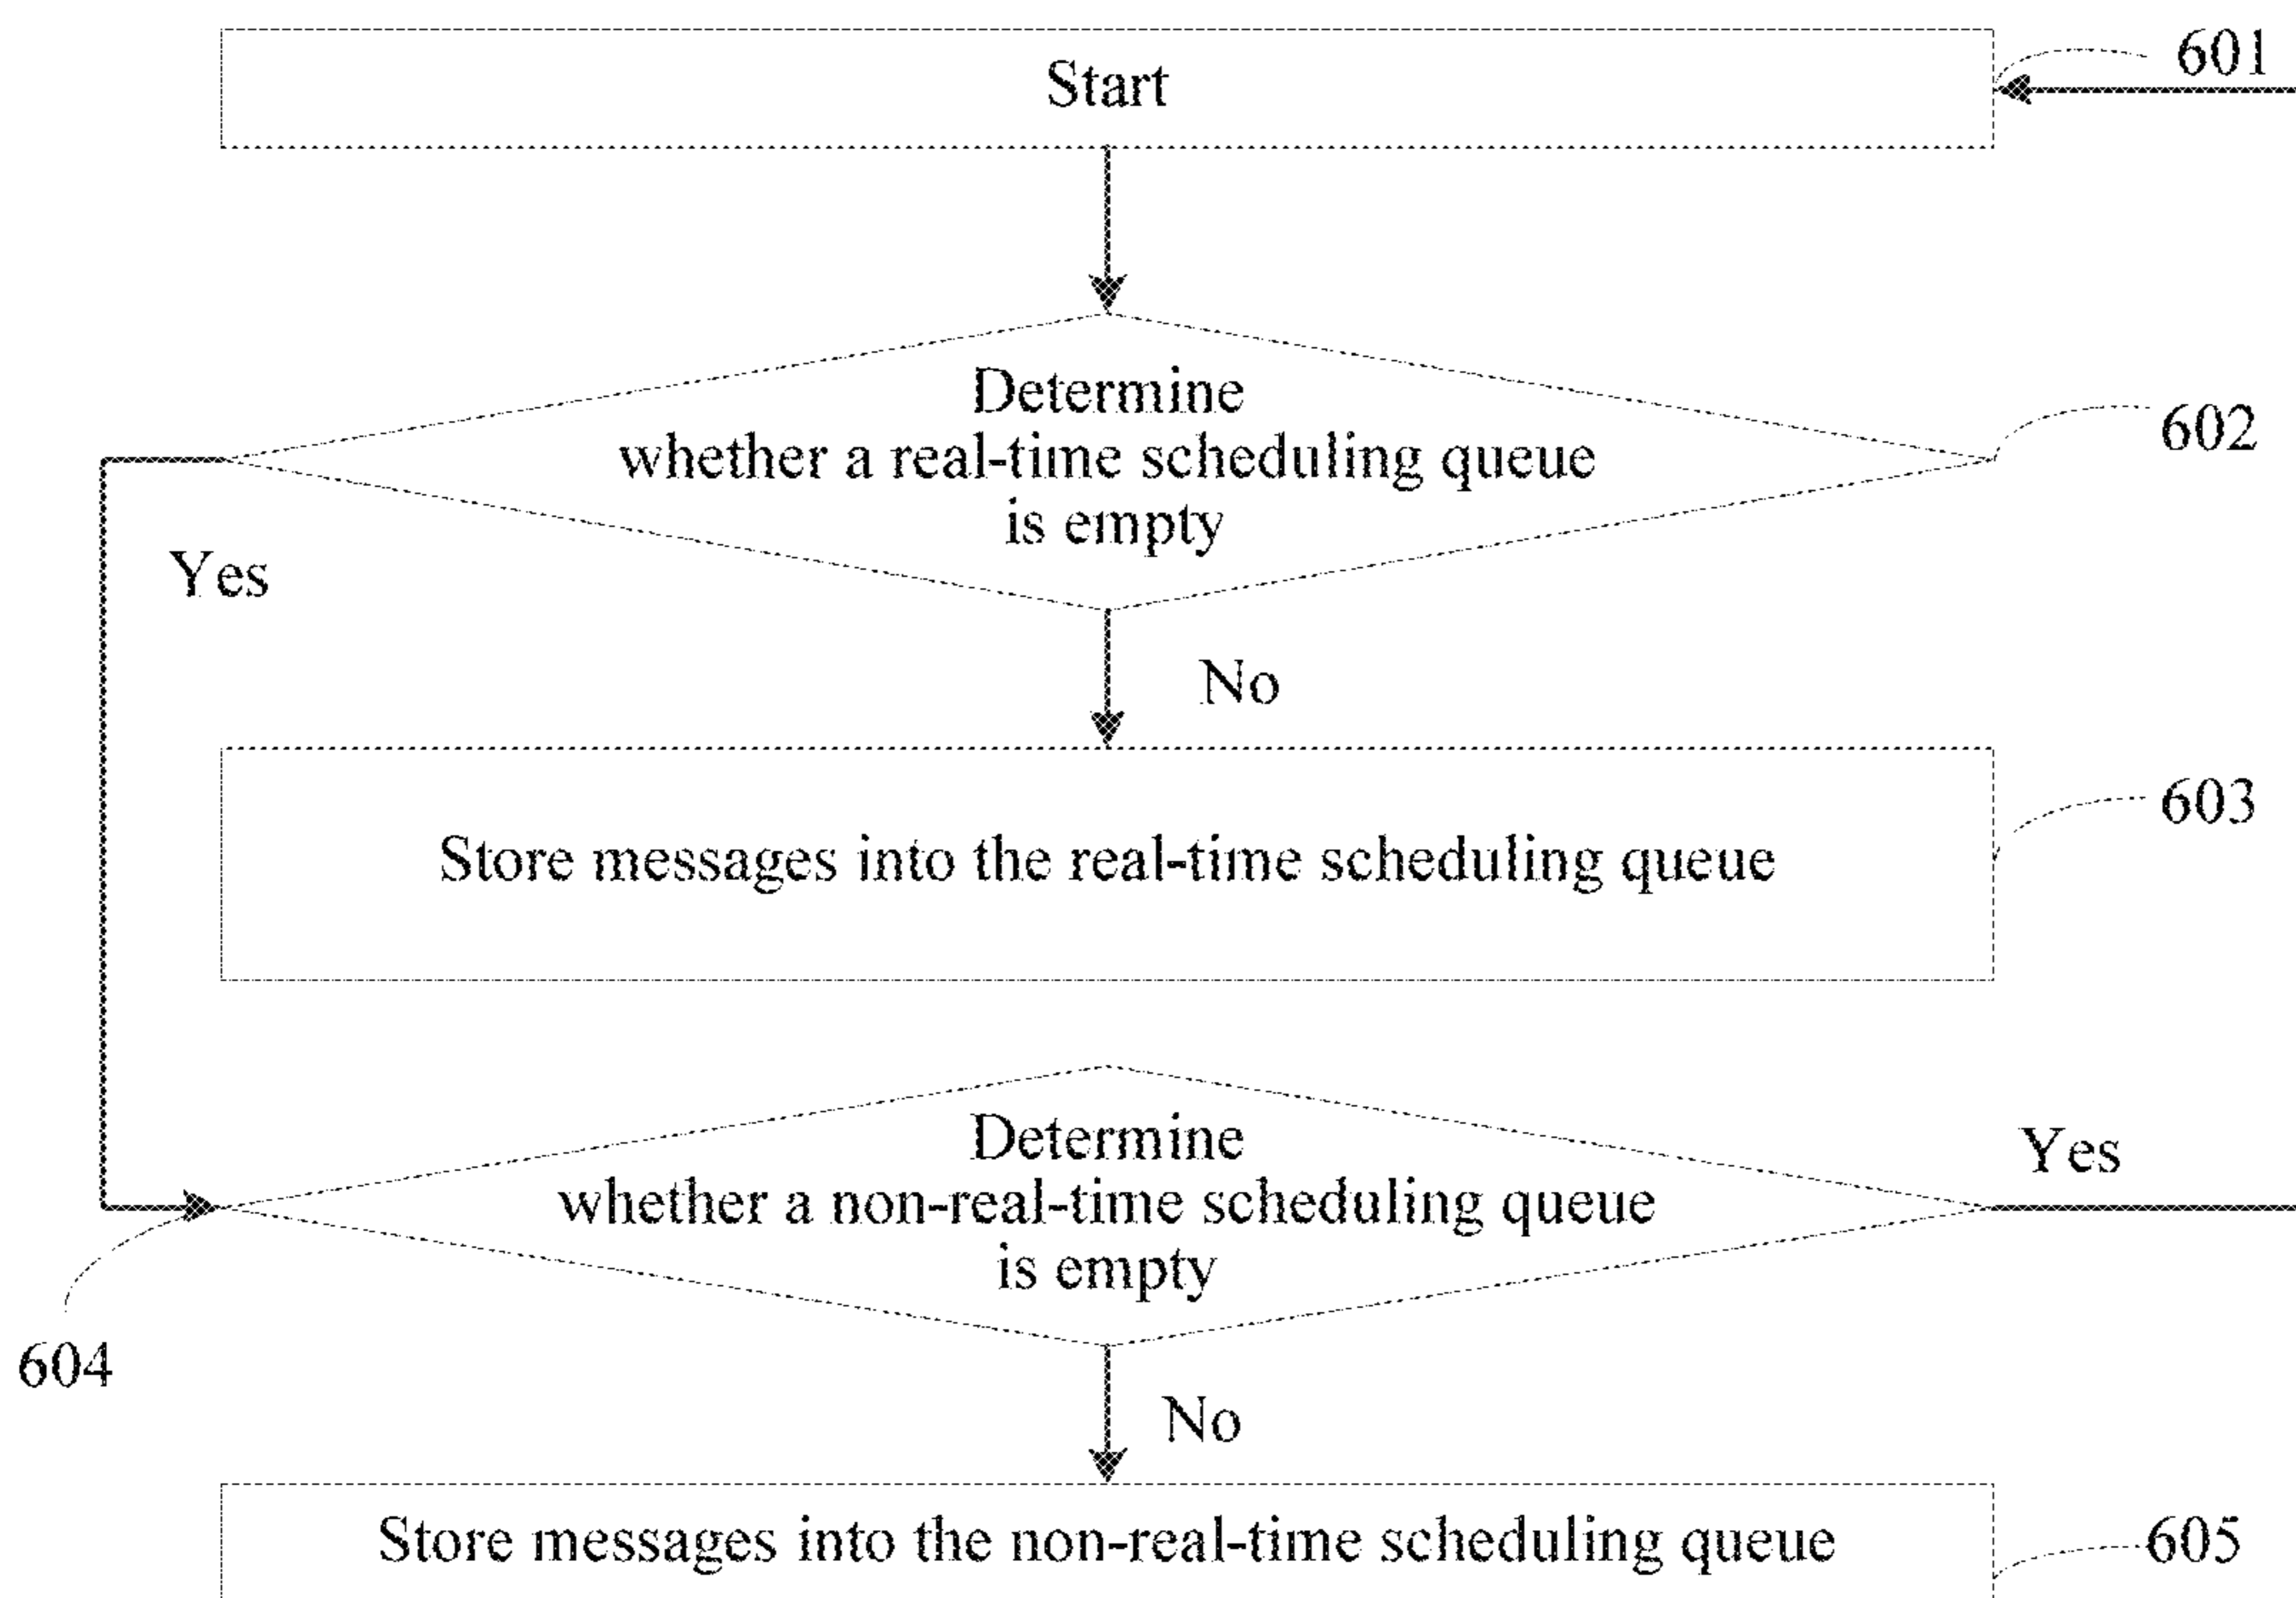 Start
601
Determine
whether a real-time scheduling queue
is empty
602
Yes
No
Store messages into the real-time scheduling queue
603
Determine
whether a non-real-time scheduling queue
is empty
Yes
604
No
Store messages into the non-real-time scheduling queue
605